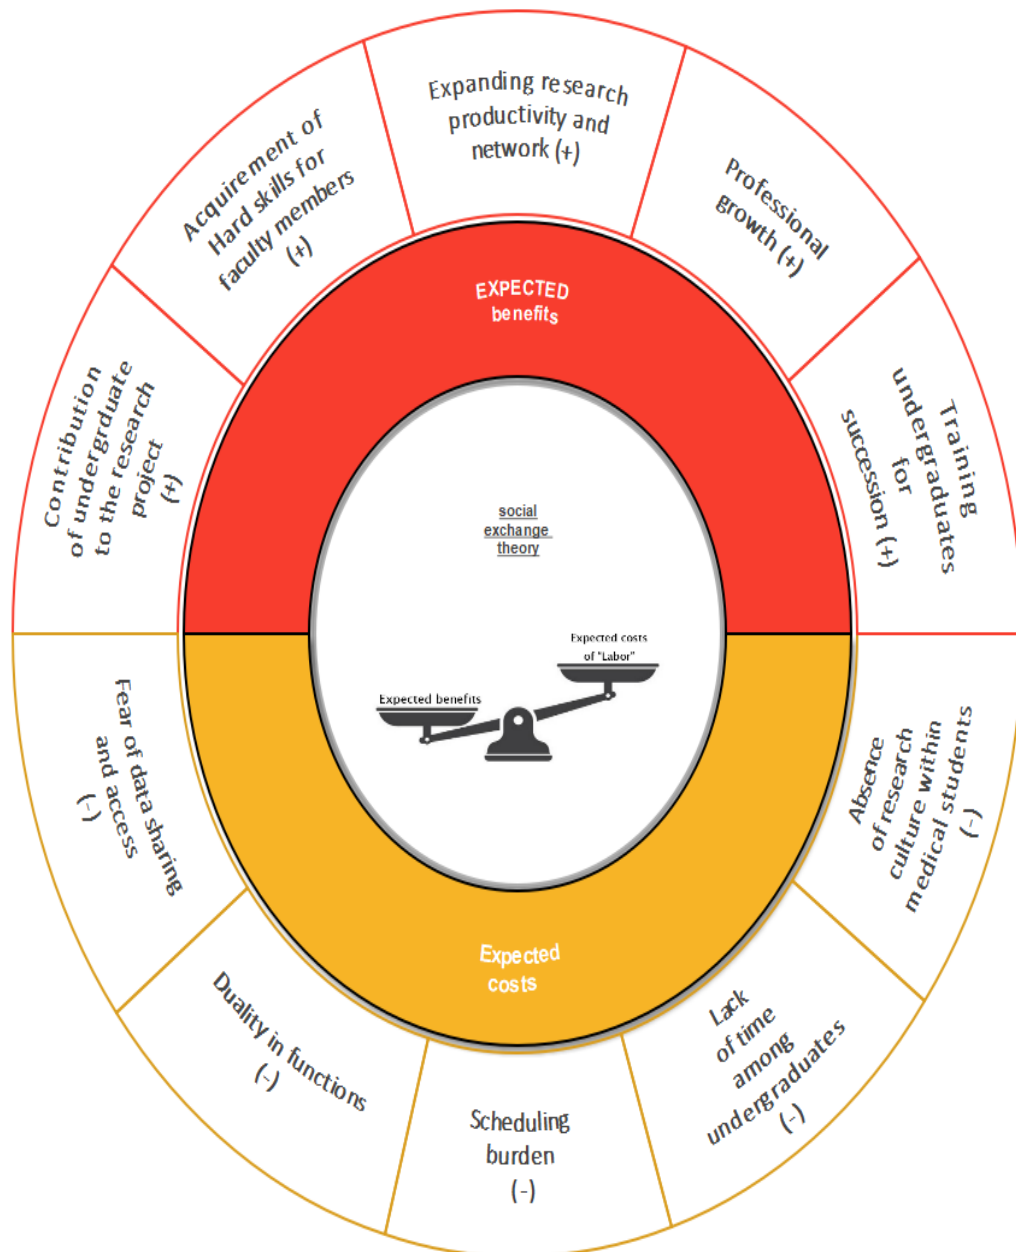 Expanding research
productivity and
network (+)
Acquirement of
Hard skills for
faculty members
(+)
Professional
growth (+)
EXPECTED
benefits
Contribution
of undergrduate
to the research
project
(+)
Training
undergraduates
for
succession (+)
social
exchange
theory
Expected costs
of "Labor"
Expected benefits
Fear of data sharing
and access
(-)
Absence
of research
culture within
medical students
(-)
Expected
costs
Duality in functions
(-)
Lack
of time
among
undergraduates
(-)
Scheduling
burden
(-)